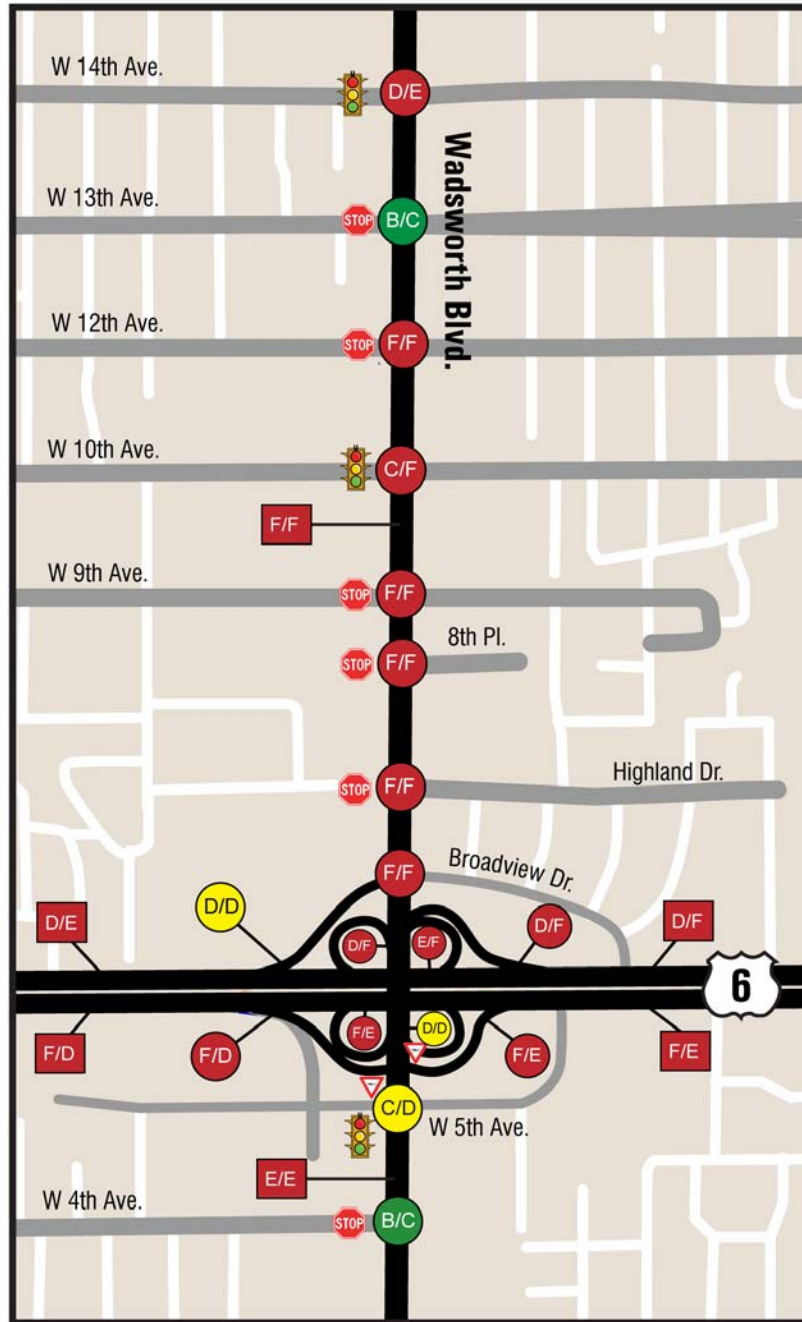 W 14th Ave.
D/E
Wadsworth Blvd.
W 13th Ave.
STOP
B/C
W 12th Ave.
STOP
F/F
W 10th Ave.
C/F
F/F
W 9th Ave.
STOP
F/F
8th Pl.
STOP
F/F
Highland Dr.
STOP
F/F
F/F
Broadview Dr.
D/D
D/E
D/F
E/F
D/F
D/F
6
F/D
F/D
F/E
D/D
F/E
F/E
C/D
W 5th Ave.
E/E
W 4th Ave.
STOP
B/C